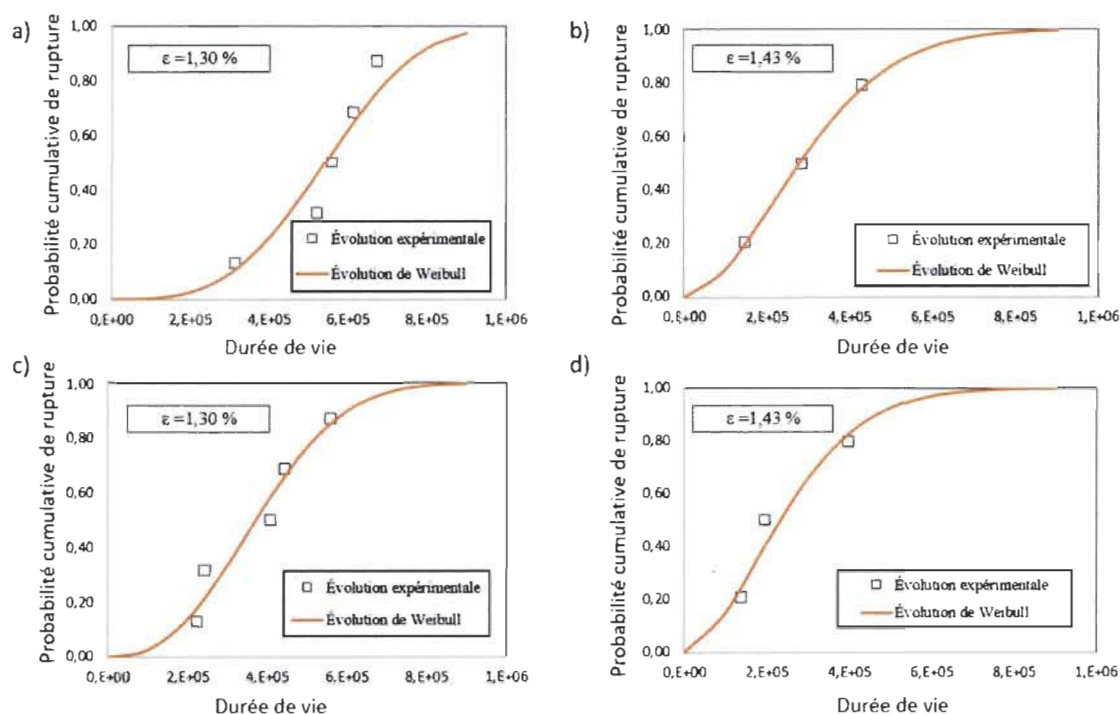 a)
Probabilité cumulative de rupture
1,00
0,80
0,60
0,40
0,20
0,00
ε =1,30 %
Évolution expérimentale
Évolution de Weibull
0,E+00 2,E+05 4,E+05 6,E+05 8,E+05 1,E+06
Durée de vie
b)
Probabilité cumulative de rupture
1,00
0,80
0,60
0,40
0,20
0,00
ε =1,43 %
Évolution expérimentale
Évolution de Weibull
0,E+00 2,E+05 4,E+05 6,E+05 8,E+05 1,E+06
Durée de vie
c)
Probabilité cumulative de rupture
1,00
0,80
0,60
0,40
0,20
0,00
ε =1,30 %
Évolution expérimentale
Évolution de Weibull
0,E+00 2,E+05 4,E+05 6,E+05 8,E+05 1,E+06
Durée de vie
d)
Probabilité cumulative de rupture
1,00
0,80
0,60
0,40
0,20
0,00
ε =1,43 %
Évolution expérimentale
Évolution de Weibull
0,E+00 2,E+05 4,E+05 6,E+05 8,E+05 1,E+06
Durée de vie